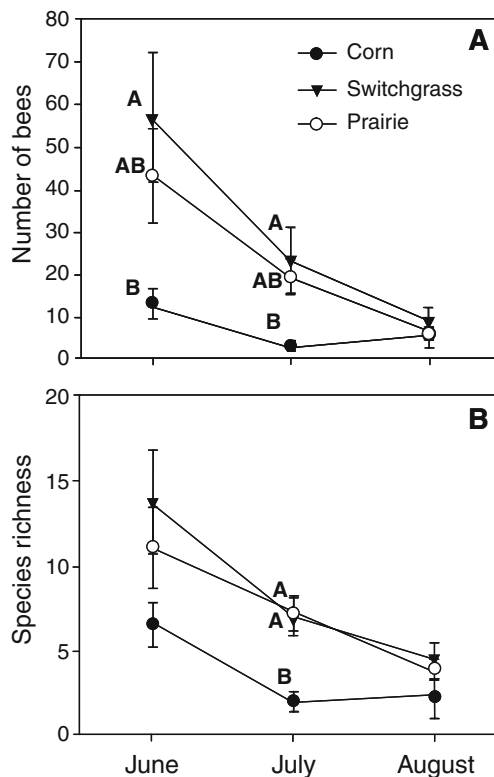 80
70
60
50
40
30
20
10
0
Number of bees
A
Corn
Switchgrass
Prairie
A
AB
B
A
AB
B
20
15
10
5
0
Species richness
B
A
A
B
June July August